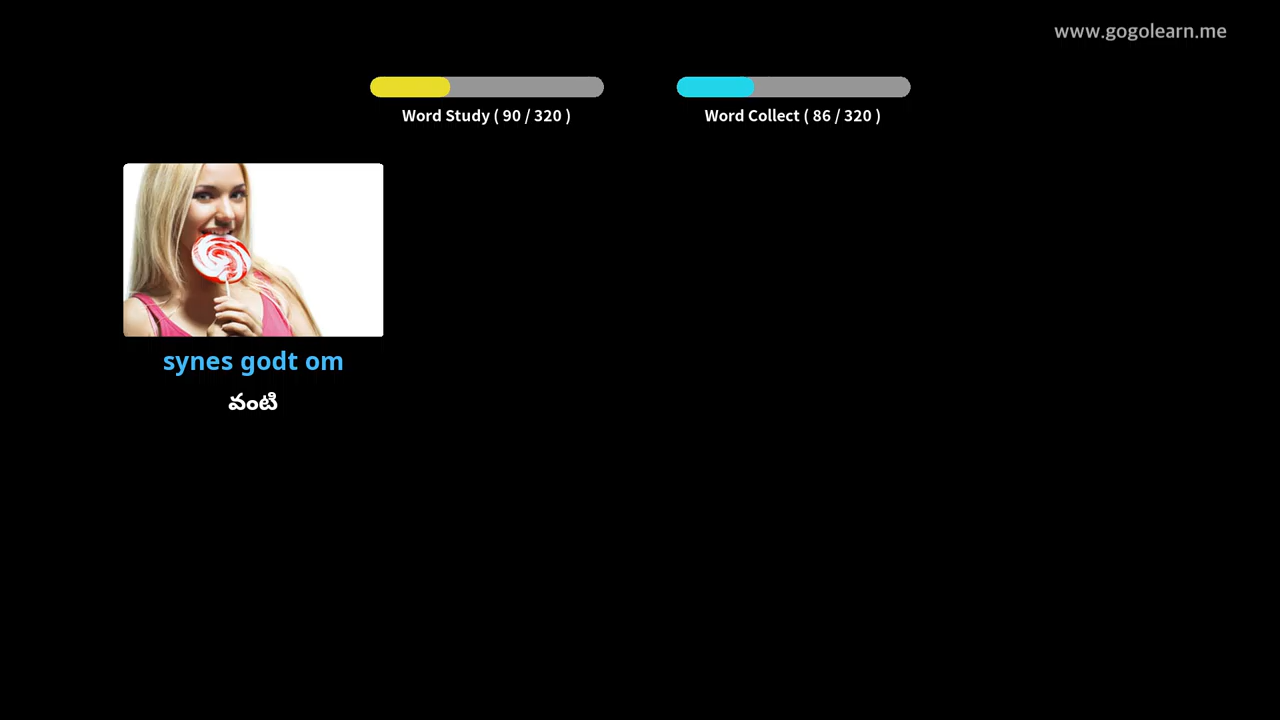 www.gogolearn.me
Word Study ( 90 / 320 )
Word Collect ( 86 / 320 )
synes godt om
వంటి